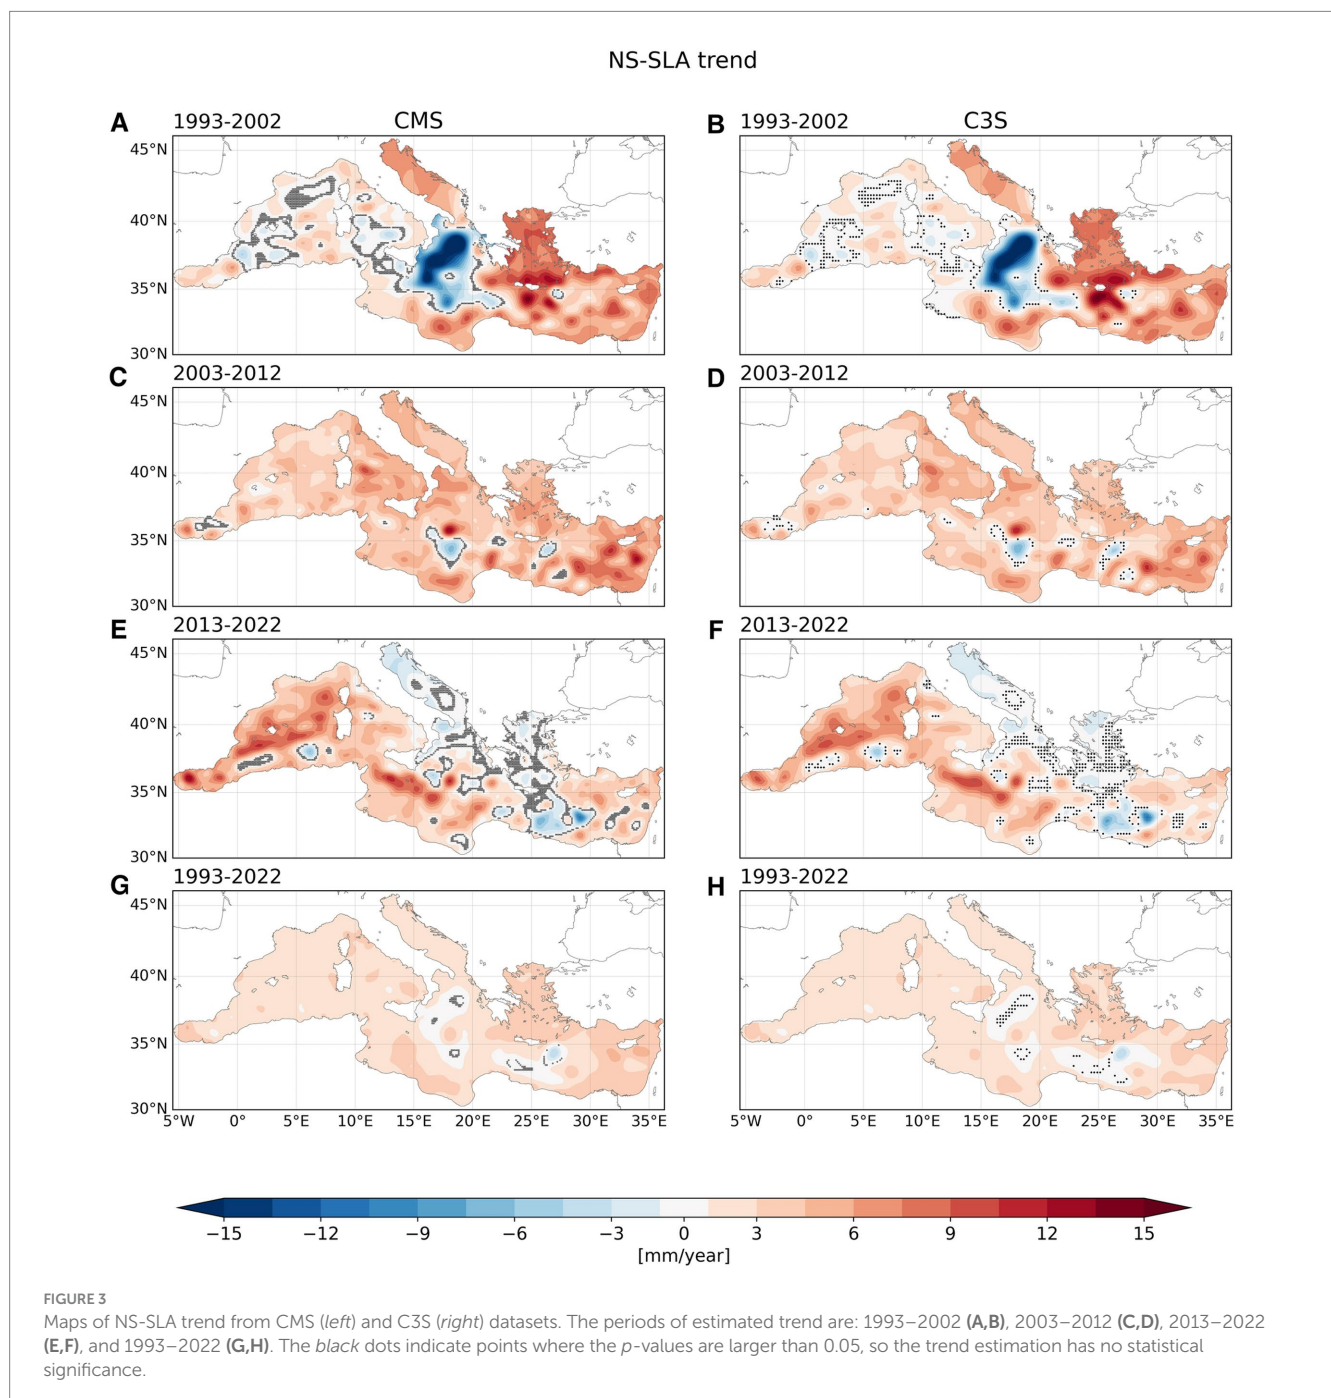 NS-SLA trend
A 1993-2002 CMS
B 1993-2002 C3S
45°N
40°N
35°N
30°N
C 2003-2012
D 2003-2012
45°N
40°N
35°N
30°N
E 2013-2022
F 2013-2022
45°N
40°N
35°N
30°N
G 1993-2022
H 1993-2022
45°N
40°N
35°N
30°N
5°W 0° 5°E 10°E 15°E 20°E 25°E 30°E 35°E
5°W 0° 5°E 10°E 15°E 20°E 25°E 30°E 35°E
−15 −12 −9 −6 −3 0 3 6 9 12 15
[mm/year]
FIGURE 3
Maps of NS-SLA trend from CMS (left) and C3S (right) datasets. The periods of estimated trend are: 1993–2002 (A,B), 2003–2012 (C,D), 2013–2022
(E,F), and 1993–2022 (G,H). The black dots indicate points where the p-values are larger than 0.05, so the trend estimation has no statistical
significance.